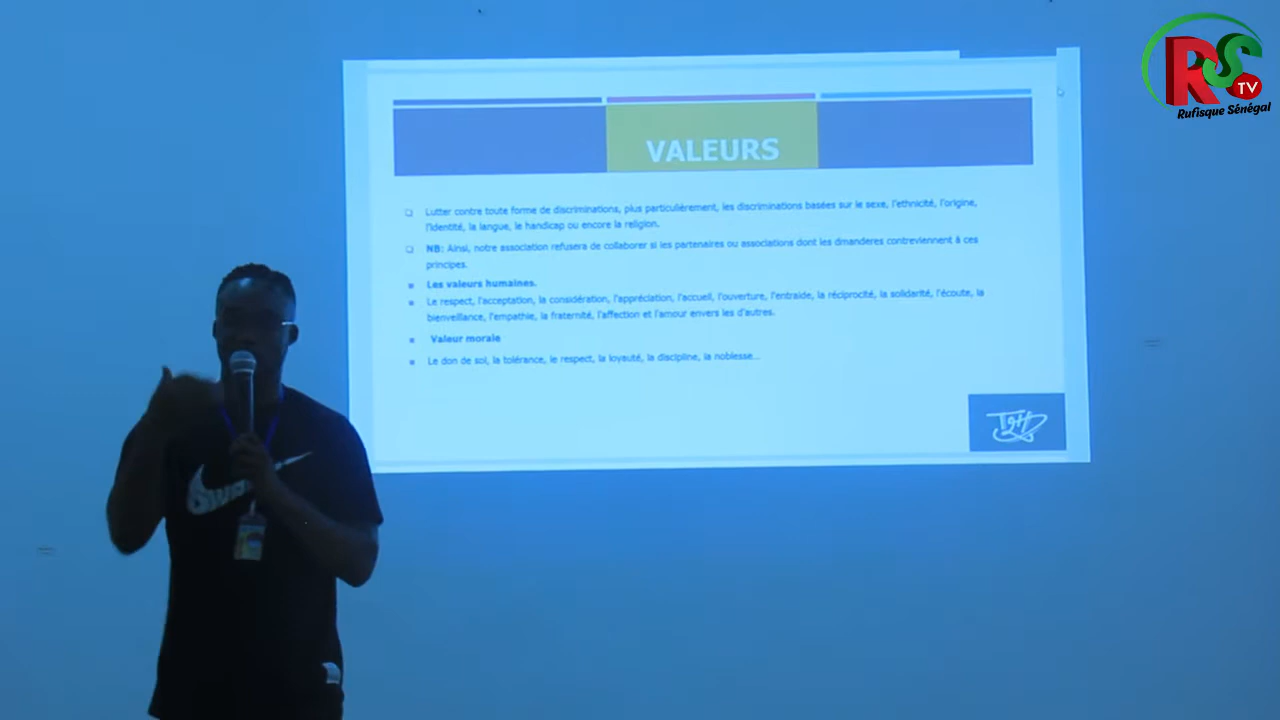 RS
TV
Rufisque Sénégal
VALEURS
Lutter contre toute forme de discriminations, plus particulièrement, les discriminations basées sur le sexe, l'ethnicité, l'origine,
l'identité, la langue, le handicap ou encore la religion.
NB: Ainsi, notre association refusera de collaborer si les partenaires ou associations dont les dmanderes contreviennent à ces
principes.
Les valeurs humaines.
Le respect, l'acceptation, la considération, l'appréciation, l'accueil, l'ouverture, l'entraide, la réciprocité, la solidarité, l'écoute, la
bienveillance, l'empathie, la fraternité, l'affection et l'amour envers les d'autres.
Valeur morale
Le don de soi, la tolérance, le respect, la loyauté, la discipline, la noblesse...